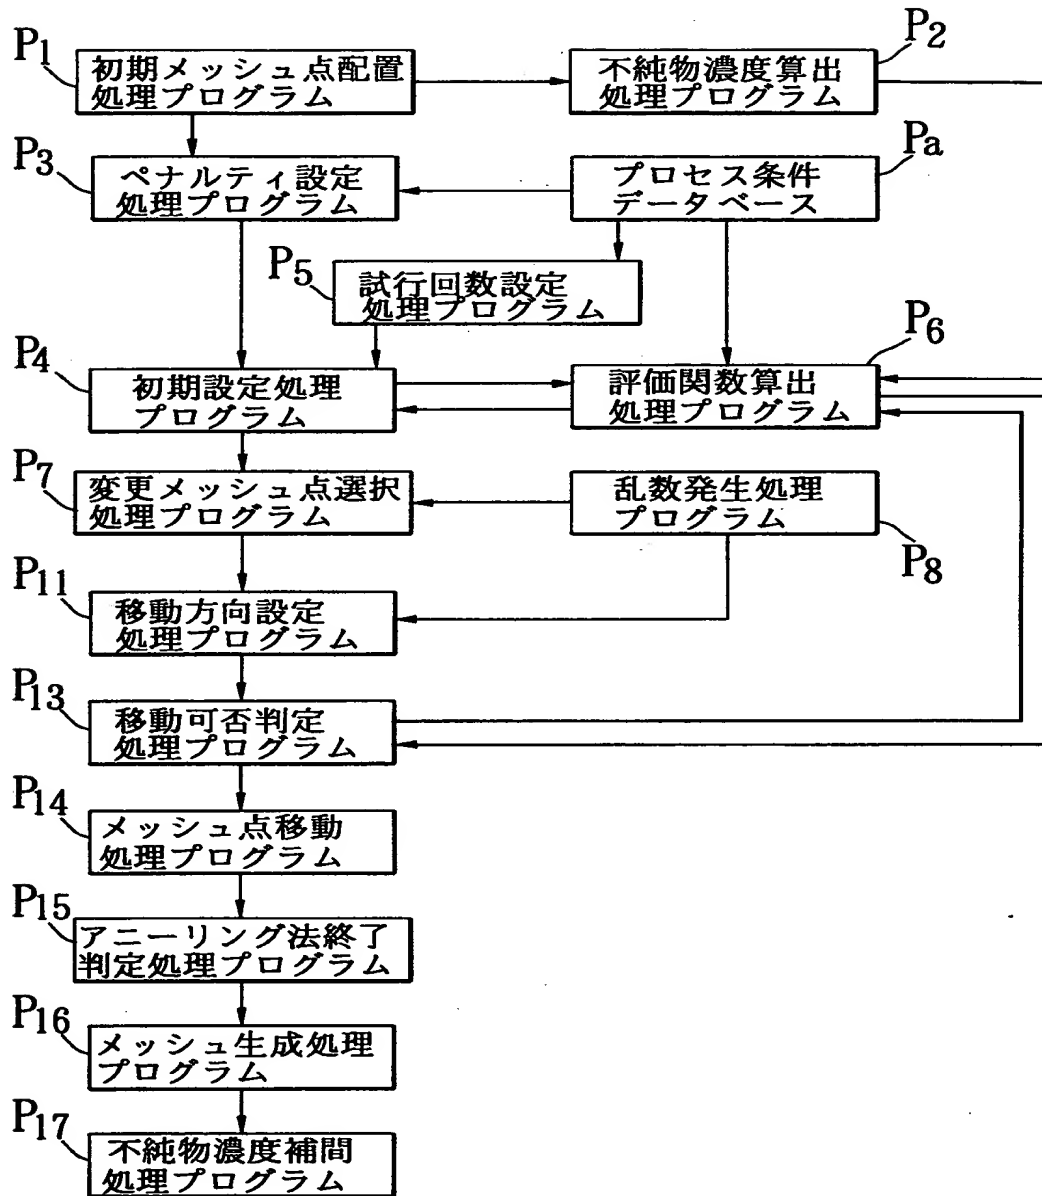 P1
初期メッシュ点配置
処理プログラム
P2
不純物濃度算出
処理プログラム
P3
ペナルティ設定
処理プログラム
Pa
プロセス条件
データベース
P5
試行回数設定
処理プログラム
P4
初期設定処理
プログラム
P6
評価関数算出
処理プログラム
P7
変更メッシュ点選択
処理プログラム
乱数発生処理
プログラム
P8
P11
移動方向設定
処理プログラム
P13
移動可否判定
処理プログラム
P14
メッシュ点移動
処理プログラム
P15
アニーリング法終了
判定処理プログラム
P16
メッシュ生成処理
プログラム
P17
不純物濃度補間
処理プログラム